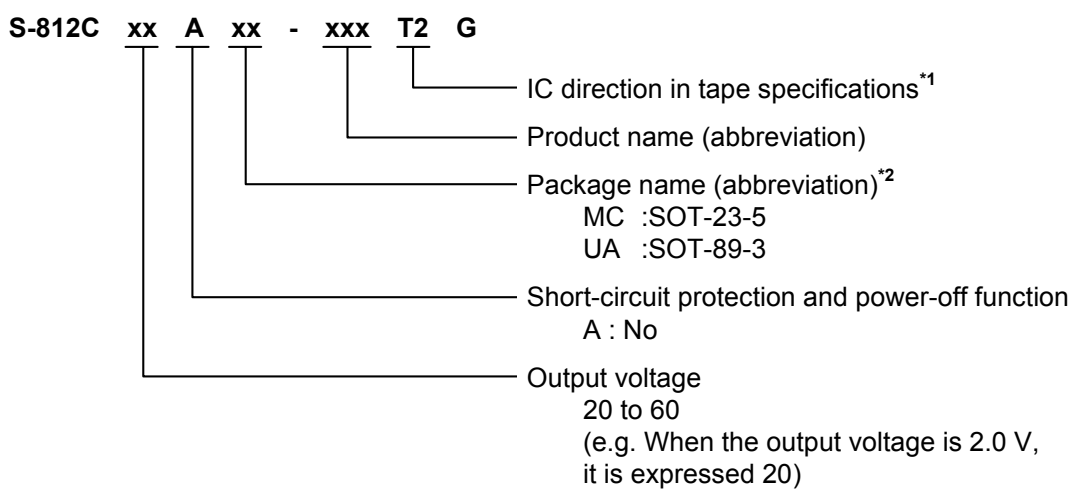 S-812C xx A xx - xxx T2 G
IC direction in tape specifications*1
Product name (abbreviation)
Package name (abbreviation)*2
MC :SOT-23-5
UA :SOT-89-3
Short-circuit protection and power-off function
A : No
Output voltage
20 to 60
(e.g. When the output voltage is 2.0 V,
it is expressed 20)